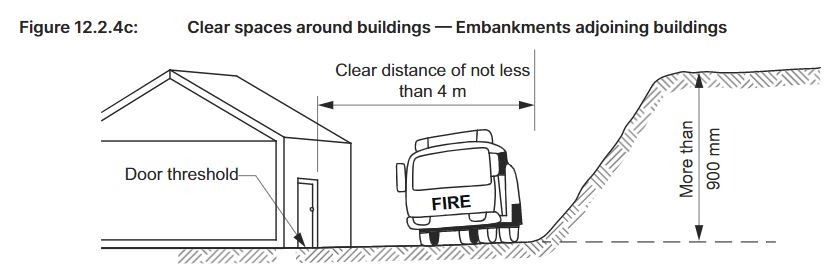 Figure 12.2.4c: Clear spaces around buildings — Embankments adjoining buildings
Clear distance of not less
than 4 m
Door threshold
FIRE
More than
900 mm